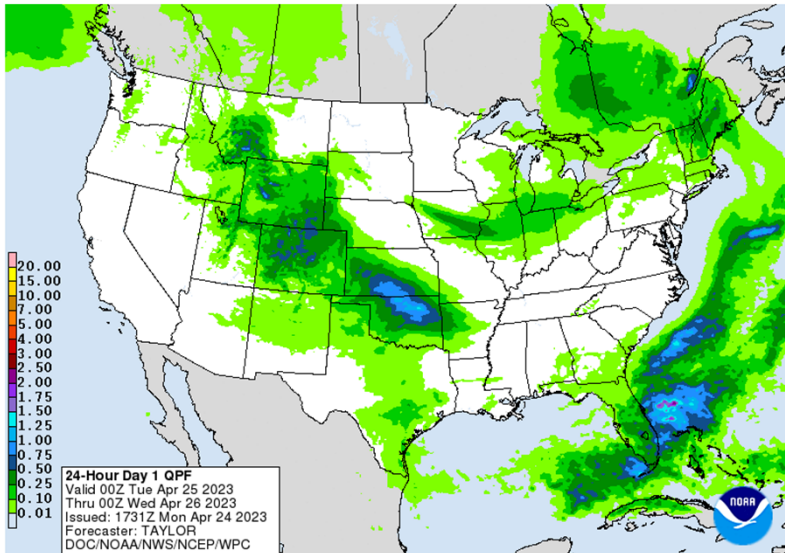 20.00
15.00
10.00
7.00
5.00
4.00
3.00
2.50
2.00
1.75
1.50
1.25
1.00
0.75
0.50
0.25
0.10
0.01
24-Hour Day 1 QPF
Valid 00Z Tue Apr 25 2023
Thru 00Z Wed Apr 26 2023
Issued: 1731Z Mon Apr 24 2023
Forecaster: TAYLOR
DOC/NOAA/NWS/NCEP/WPC
NOAA